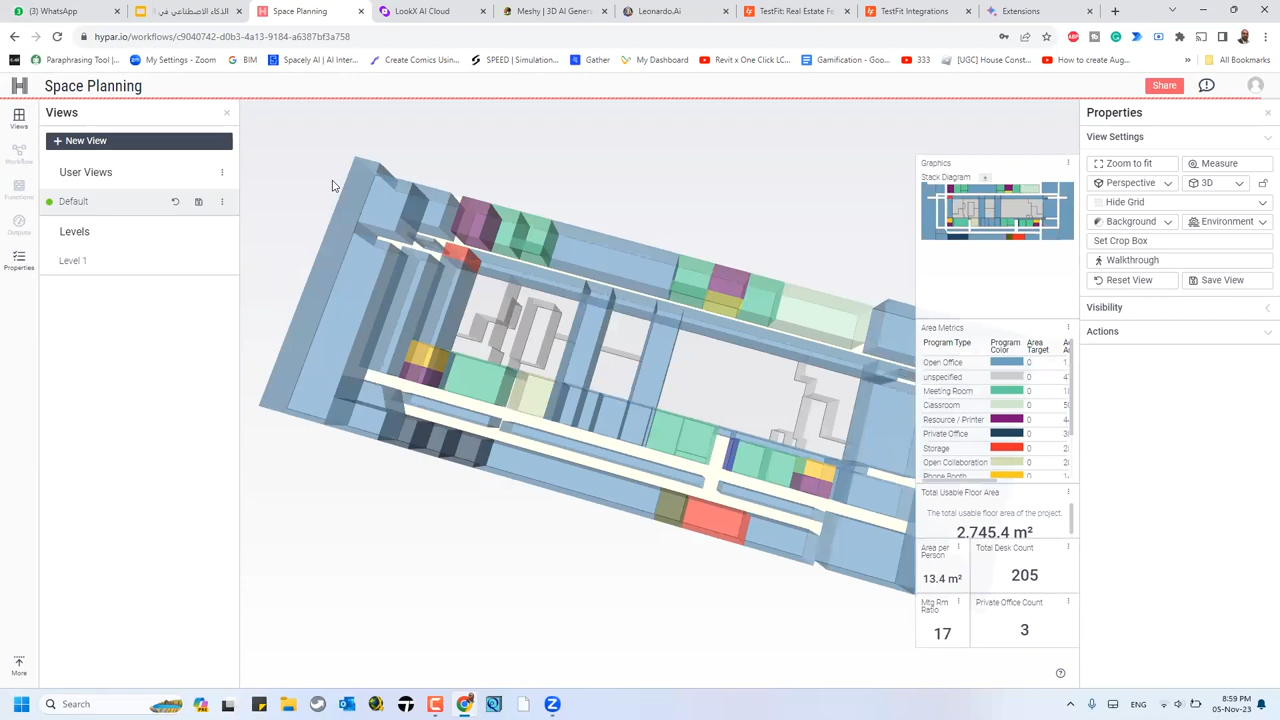 (3) WhatsApp
الذكاء الاصطناعي في ا
Space Planning
LookX AI Cloud
Meshy | 3D AI Gener
Leonardo.Ai
TestFit: Real Estate Fe
TestFit Integrations
Extensions
hypar.io/workflows/c9040742-d0b3-4a13-9184-a6387bf3a758
Paraphrasing Tool |
My Settings - Zoom
BIM
Spacely AI | AI Inter...
Create Comics Using...
SPEED | Simulation...
Gather
My Dashboard
Revit x One Click LC...
Gamification - Goo...
333
[UGC] House Const...
How to create Aug...
»
All Bookmarks
Space Planning
Share
Views
Workflow
Functions
Outputs
Properties
More
Views
+ New View
User Views
Default
Levels
Level 1
Graphics
Stack Diagram
Area Metrics
Program Type Program Color Area Target
Open Office 0
unspecified 0
Meeting Room 0
Classroom 0
Resource / Printer 0
Private Office 0
Storage 0
Open Collaboration 0
Phone Booth 0
Total Usable Floor Area
The total usable floor area of the project.
2,745.4 m²
Area per Person
13.4 m²
Total Desk Count
205
Mtg Rm Ratio
17
Private Office Count
3
Properties
View Settings
Zoom to fit
Measure
Perspective
3D
Hide Grid
Background
Environment
Set Crop Box
Walkthrough
Reset View
Save View
Visibility
Actions
Search
ENG
8:59 PM
05-Nov-23